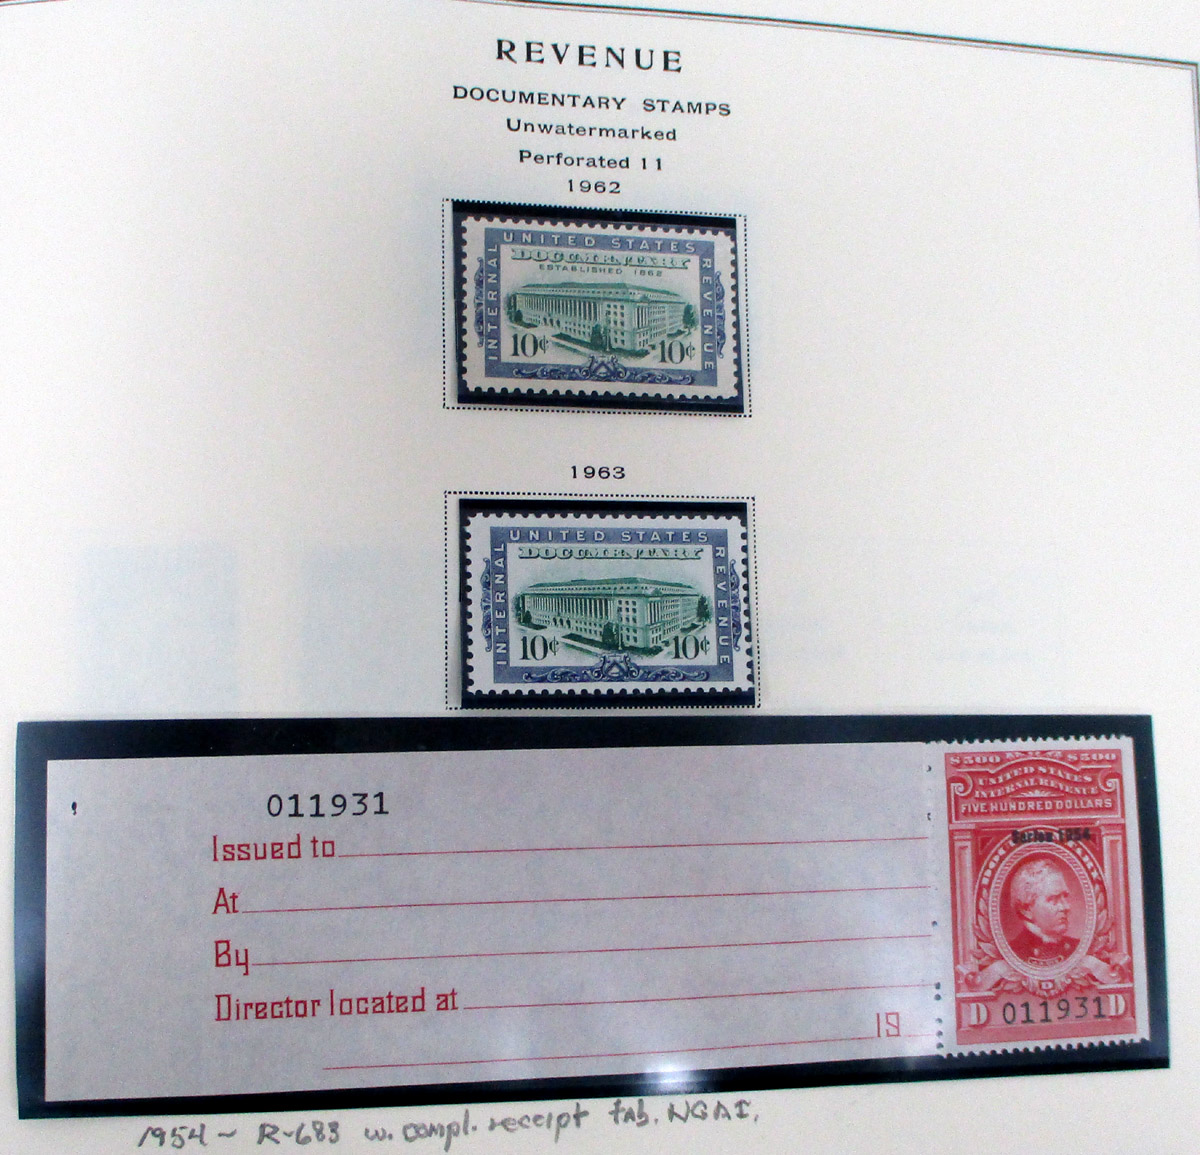 REVENUE
DOCUMENTARY STAMPS
Unwatermarked
Perforated 11
1962
UNITED STATES
INTERNAL
REVENUE
DOCUMENTARY
ESTABLISHED 1862
10¢ 10¢
1963
UNITED STATES
INTERNAL
REVENUE
DOCUMENTARY
10¢ 10¢
011931
Issued to
At
By
Director located at
19
$500 $500
UNITED STATES
INTERNAL REVENUE
FIVE HUNDRED DOLLARS
Series 1954
DOCUMENTARY
D
D 011931 D
1954 ~ R-683 w. compl. receipt tab. NGAI.